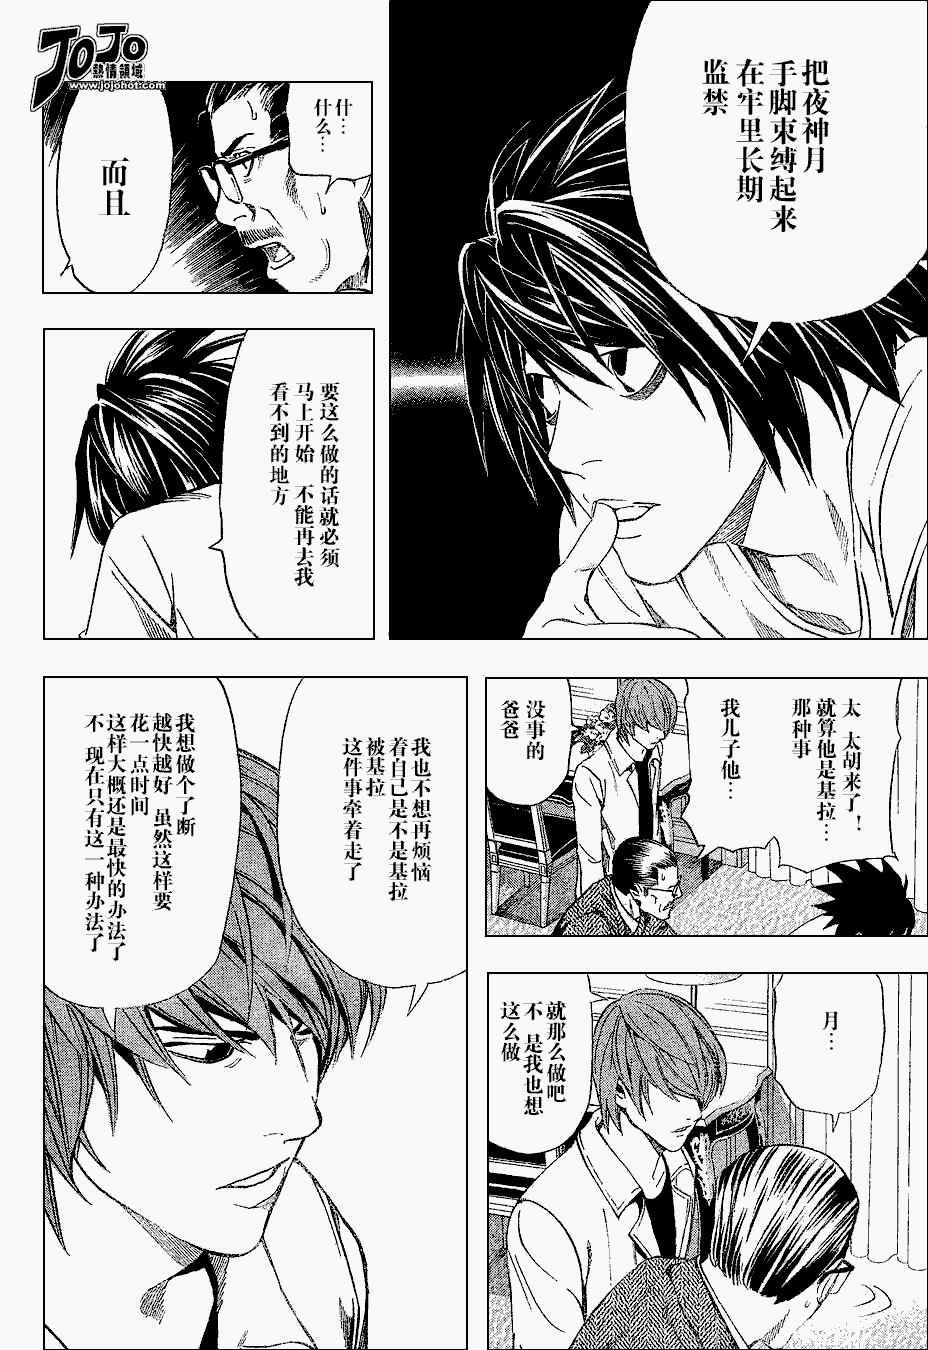 JOJO
熱情領域
www.jojohot.com
把夜神月
手脚束缚起来
在牢里长期
监禁
什…
什么…
而且
要这么做的话就必须
马上开始 不能再去我
看不到的地方
太 太胡来了！
就算他是基拉…
那种事
我儿子他…
没事的
爸爸
月…
就那么做吧
不 是我也想
这么做
我也不想再烦恼
着自己是不是基拉
被基拉
这件事牵着走了
我想做个了断
越快越好 虽然这样要
花一点时间
这样大概还是最快的办法了
不 现在只有这一种办法了